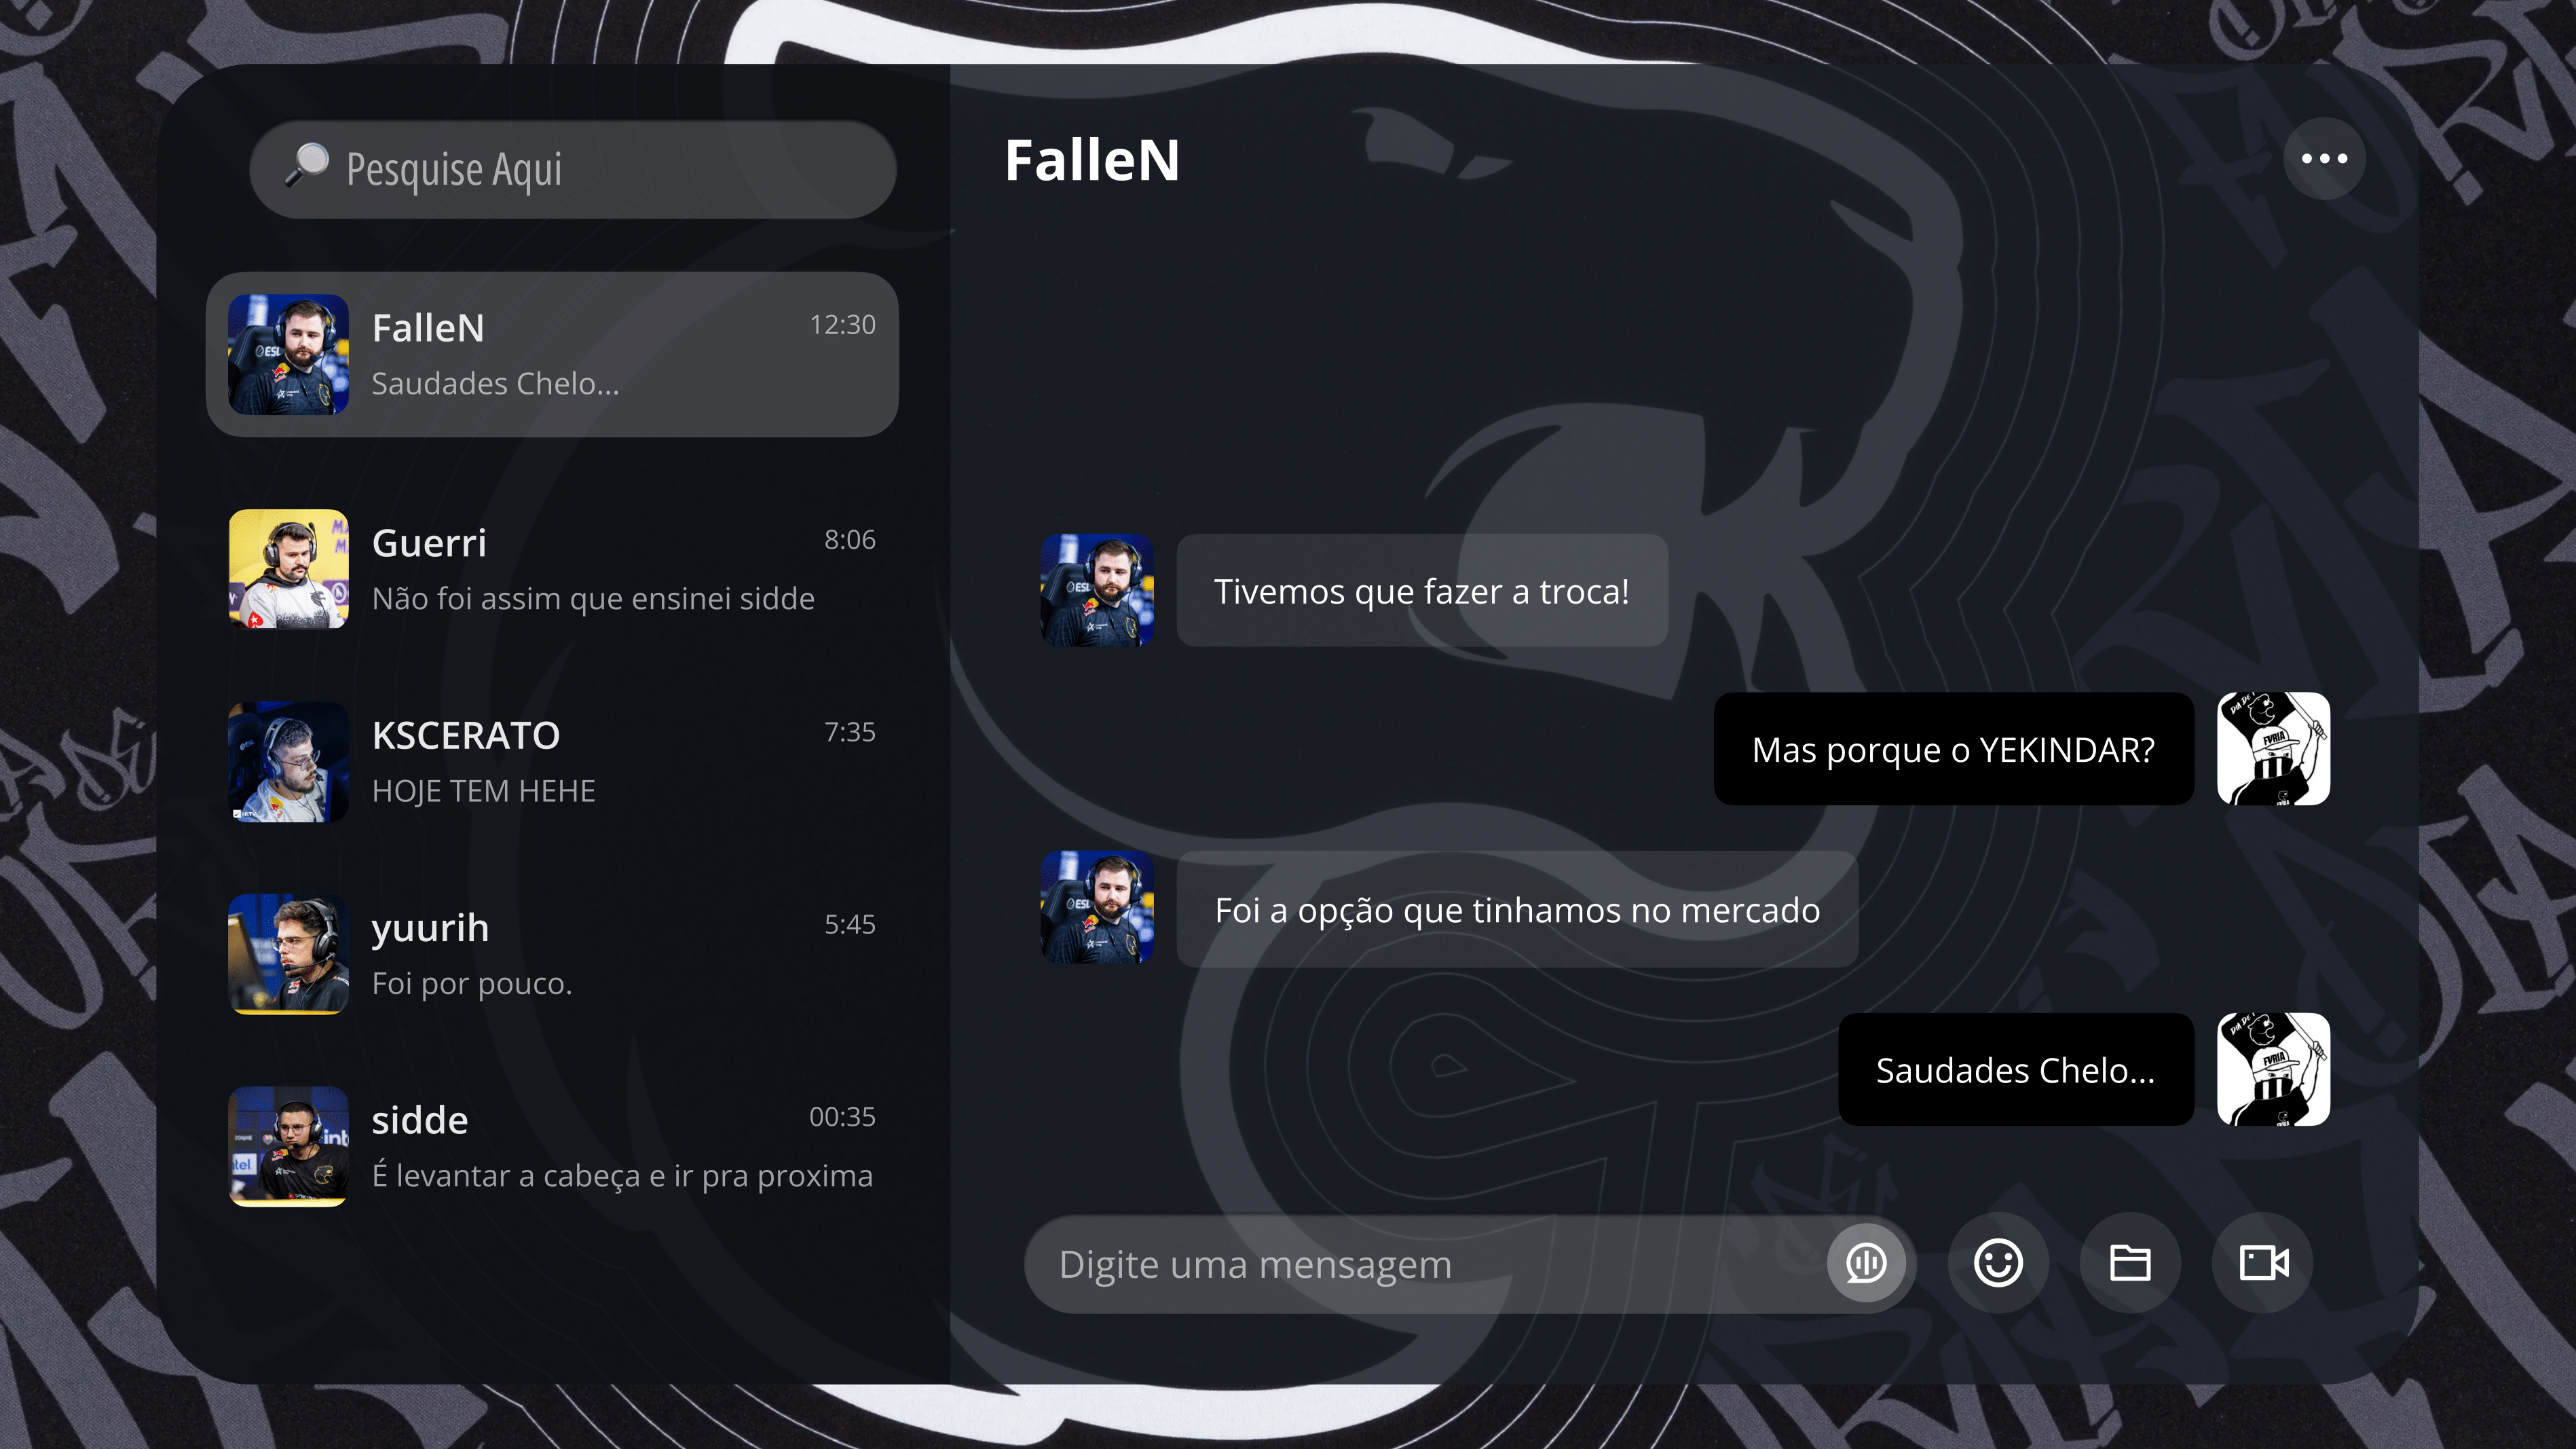 Pesquise Aqui
FalleN
12:30
Saudades Chelo...
Guerri
8:06
Não foi assim que ensinei sidde
KSCERATO
7:35
HOJE TEM HEHE
yuurih
5:45
Foi por pouco.
sidde
00:35
É levantar a cabeça e ir pra proxima
FalleN
Tivemos que fazer a troca!
Mas porque o YEKINDAR?
Foi a opção que tinhamos no mercado
Saudades Chelo...
Digite uma mensagem